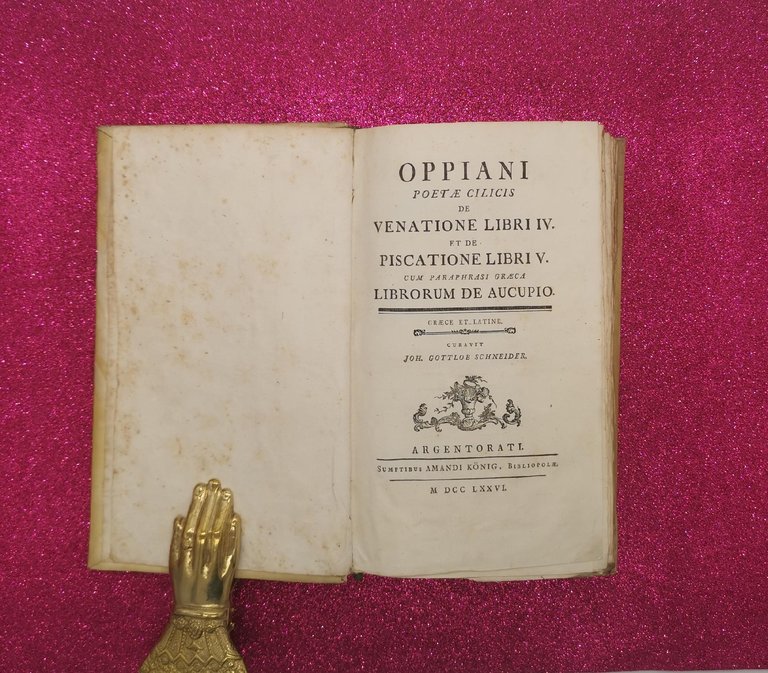 OPPIANI
POETÆ CILICIS
DE
VENATIONE LIBRI IV.
ET DE
PISCATIONE LIBRI V.
CUM PARAPHRASI GRÆCA
LIBRORUM DE AUCUPIO.
GRÆCE ET LATINE.
CURAVIT
JOH. GOTTLOB SCHNEIDER.
ARGENTORATI.
SUMPTIBUS AMANDI KÖNIG, BIBLIOPOLÆ.
M DCC LXXVI.